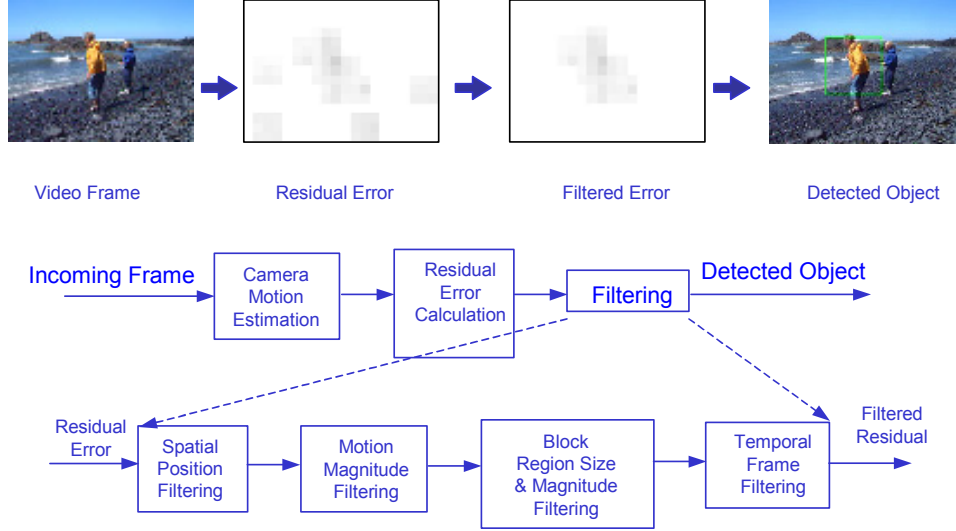 Video Frame
Residual Error
Filtered Error
Detected Object
Incoming Frame
Camera
Motion
Estimation
Residual
Error
Calculation
Filtering
Detected Object
Residual
Error
Spatial
Position
Filtering
Motion
Magnitude
Filtering
Block
Region Size
& Magnitude
Filtering
Temporal
Frame
Filtering
Filtered
Residual